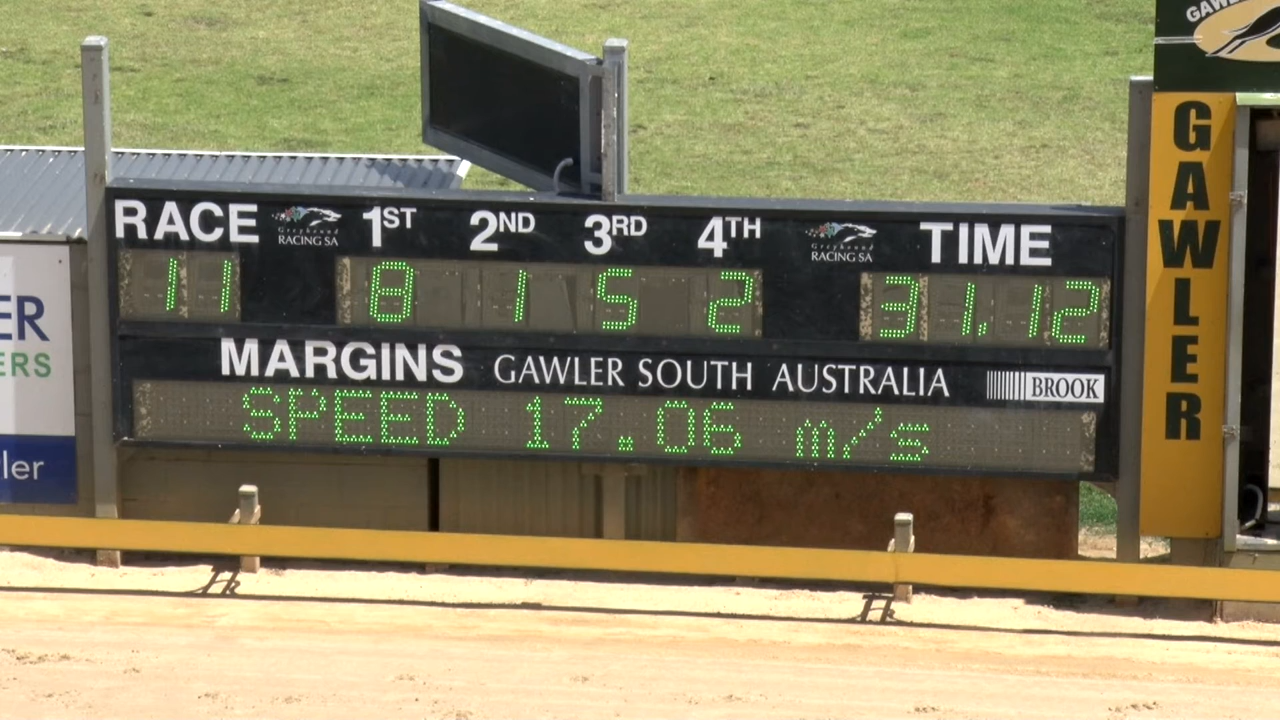 GAWL
RACE Greyhound RACING SA 1ST 2ND 3RD 4TH Greyhound RACING SA TIME
11 8 1 5 2 31.12
MARGINS GAWLER SOUTH AUSTRALIA BROOK
SPEED 17.06 m/s
GAWLER
ER
ERS
ler